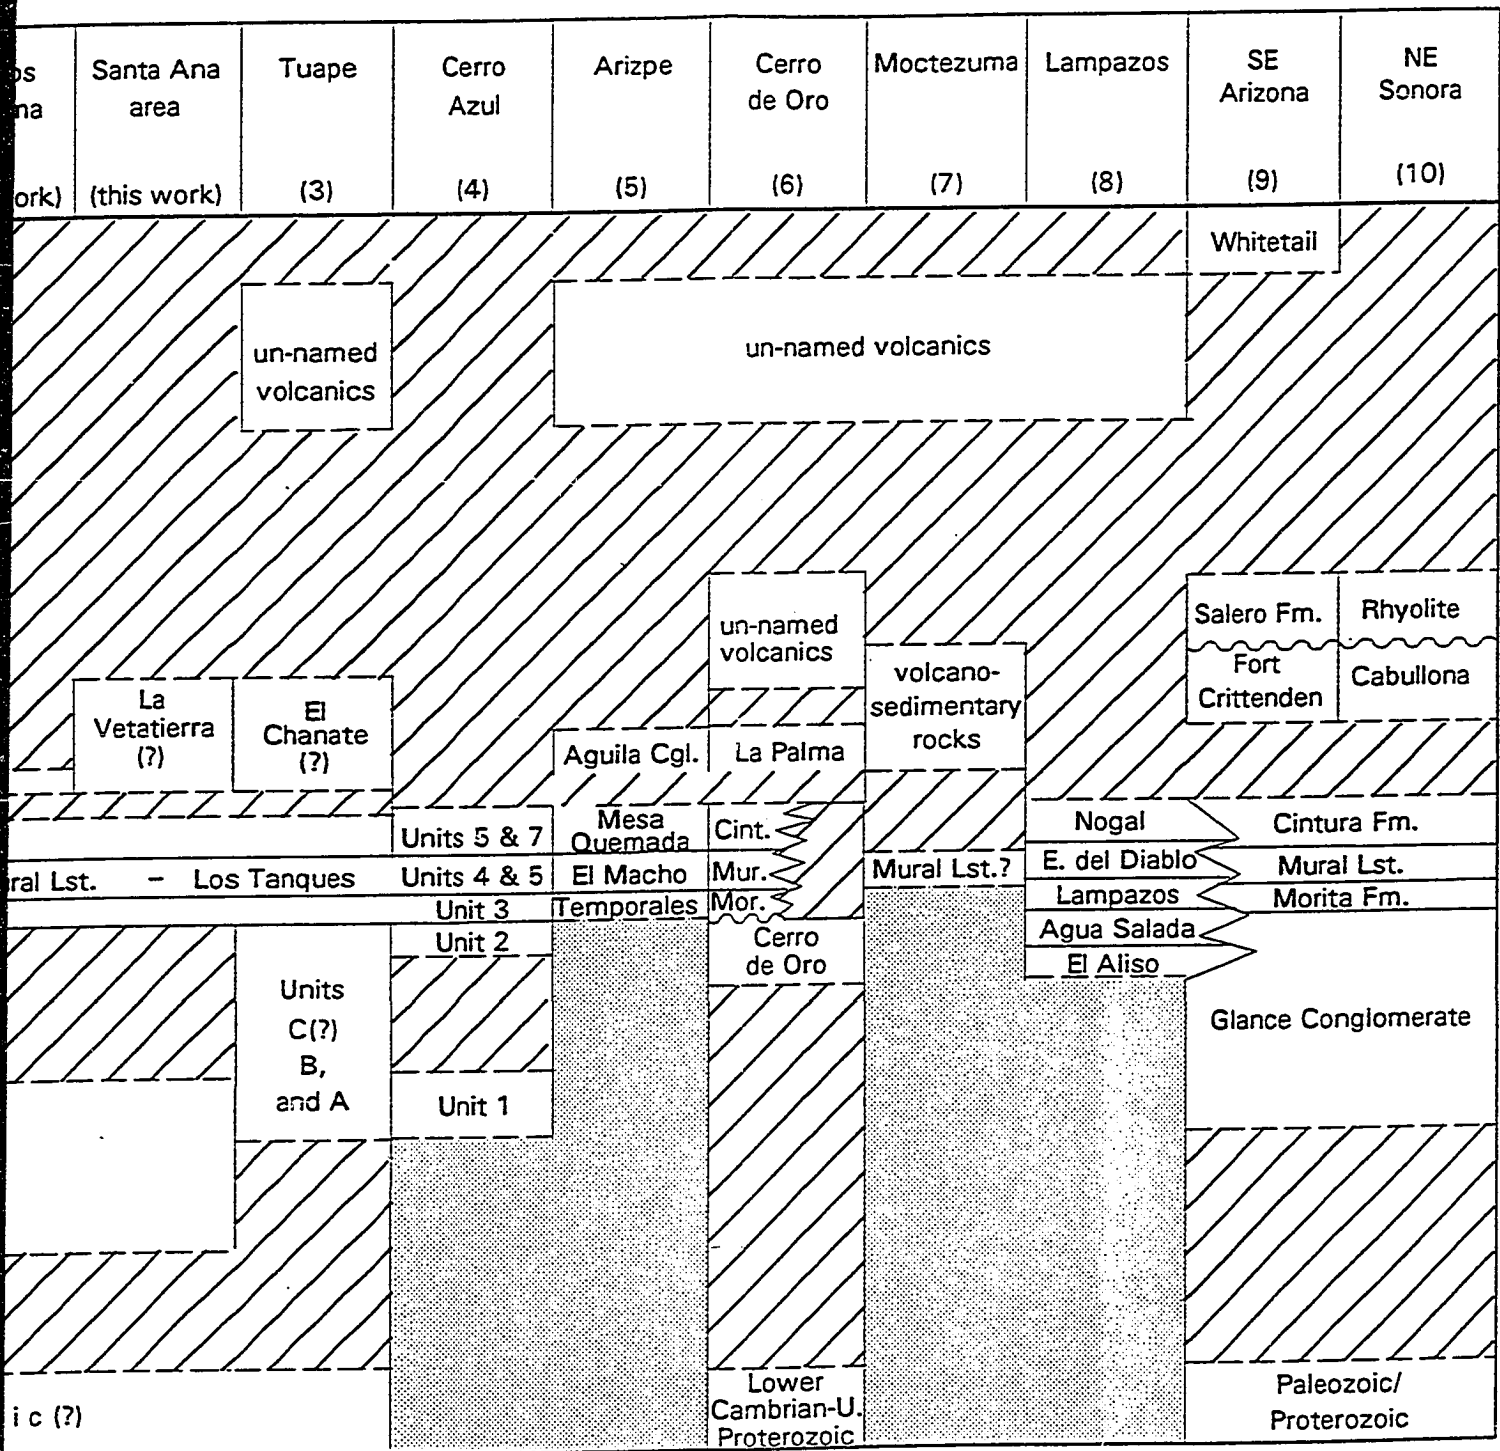 os
na
ork)
Santa Ana
area
(this work)
Tuape
(3)
Cerro
Azul
(4)
Arizpe
(5)
Cerro
de Oro
(6)
Moctezuma
(7)
Lampazos
(8)
SE
Arizona
(9)
NE
Sonora
(10)
Whitetail
un-named
volcanics
un-named volcanics
un-named
volcanics
Salero Fm.
Rhyolite
Fort
Crittenden
Cabullona
La
Vetatierra
(?)
El
Chanate
(?)
Aguila Cgl.
La Palma
volcano-
sedimentary
rocks
Units 5 & 7
Mesa
Quemada
Cint.
Nogal
Cintura Fm.
ral Lst. – Los Tanques
Units 4 & 5
El Macho
Mur.
Mural Lst.?
E. del Diablo
Mural Lst.
Unit 3
Temporales
Mor.
Lampazos
Morita Fm.
Unit 2
Cerro
de Oro
Agua Salada
El Aliso
Units
C(?)
B,
and A
Unit 1
Glance Conglomerate
i c (?)
Lower
Cambrian-U.
Proterozoic
Paleozoic/
Proterozoic